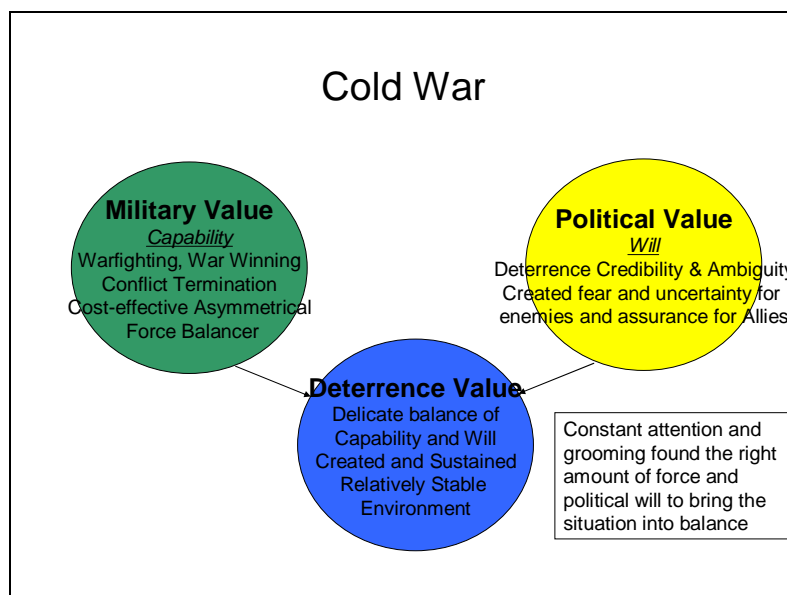 Cold War
Military Value
Capability
Warfighting, War Winning
Conflict Termination
Cost-effective Asymmetrical
Force Balancer
Political Value
Will
Deterrence Credibility & Ambiguity
Created fear and uncertainty for
enemies and assurance for Allies
Deterrence Value
Delicate balance of
Capability and Will
Created and Sustained
Relatively Stable
Environment
Constant attention and
grooming found the right
amount of force and
political will to bring the
situation into balance